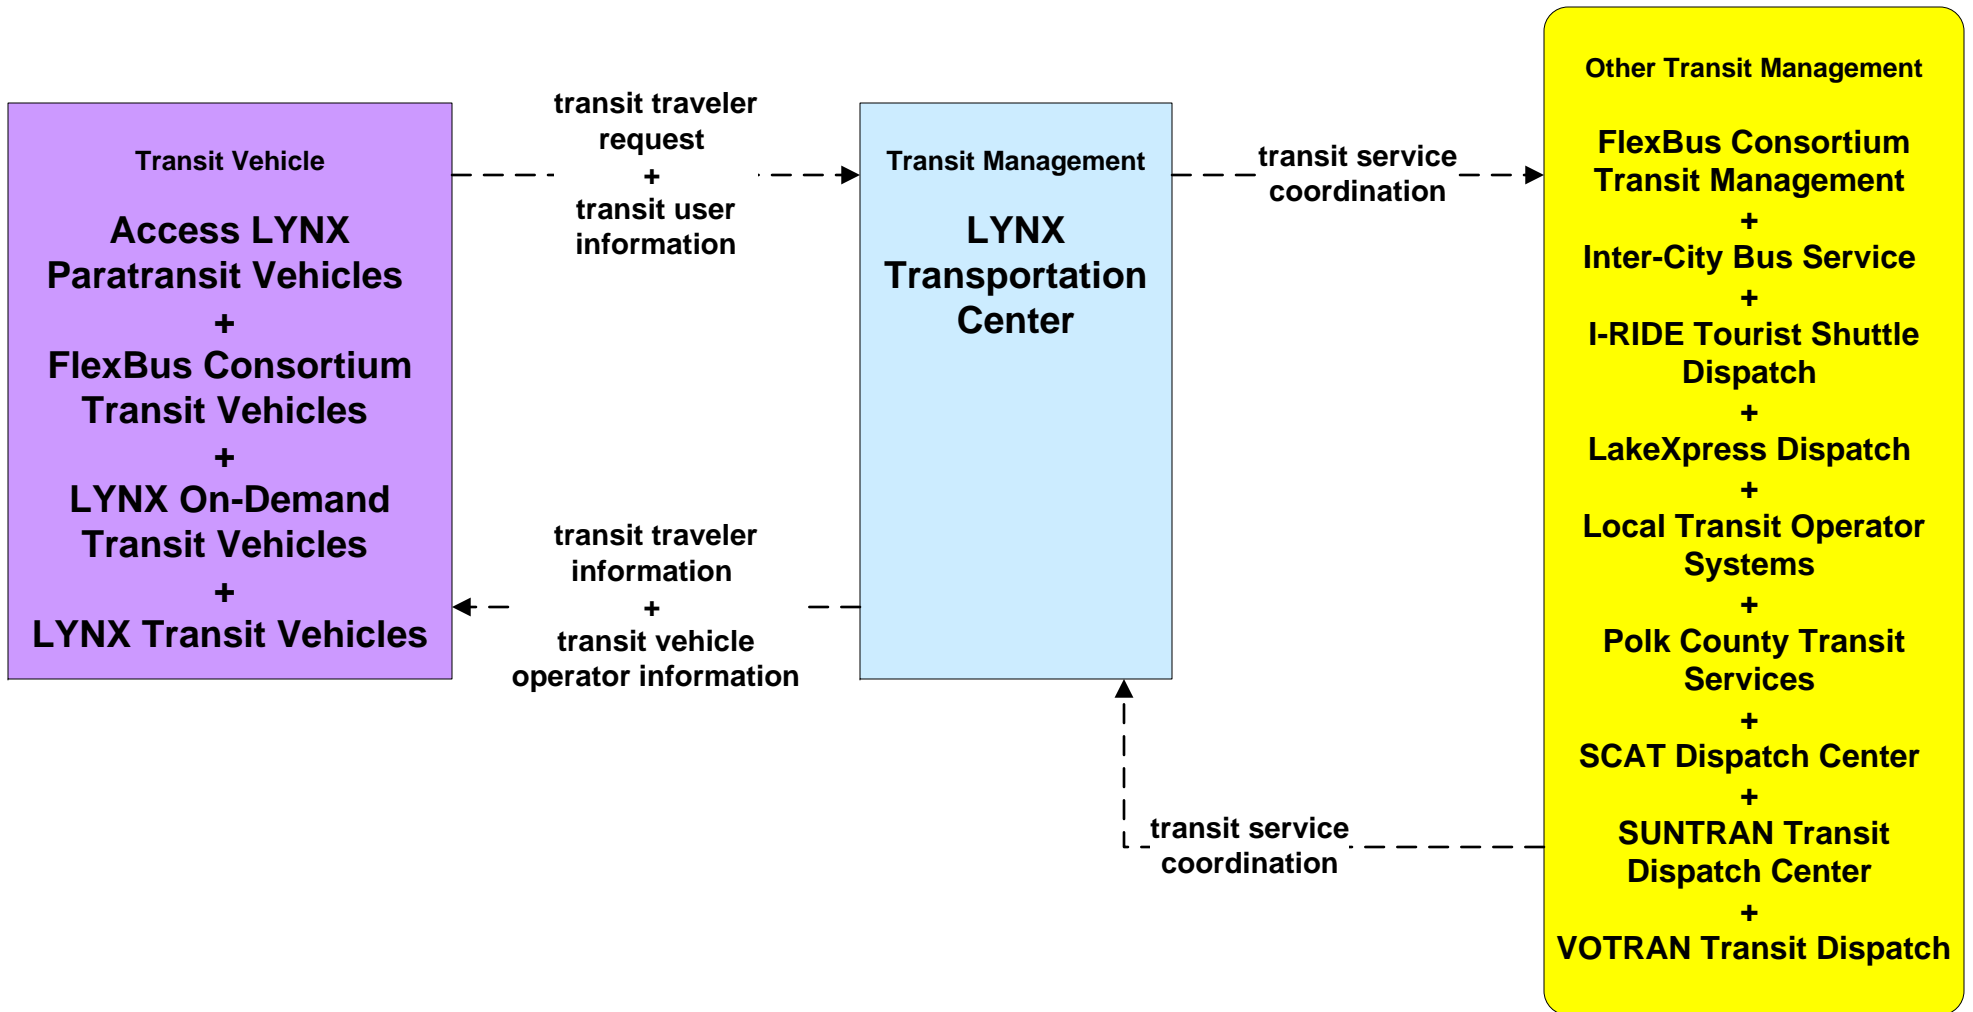 Transit Vehicle
Access LYNX
Paratransit Vehicles
+
FlexBus Consortium
Transit Vehicles
+
LYNX On-Demand
Transit Vehicles
+
LYNX Transit Vehicles
transit traveler
request
+
transit user
information
transit traveler
information
+
transit vehicle
operator information
Transit Management
LYNX
Transportation
Center
transit service
coordination
transit service
coordination
Other Transit Management
FlexBus Consortium
Transit Management
+
Inter-City Bus Service
+
I-RIDE Tourist Shuttle
Dispatch
+
LakeXpress Dispatch
+
Local Transit Operator
Systems
+
Polk County Transit
Services
+
SCAT Dispatch Center
+
SUNTRAN Transit
Dispatch Center
+
VOTRAN Transit Dispatch